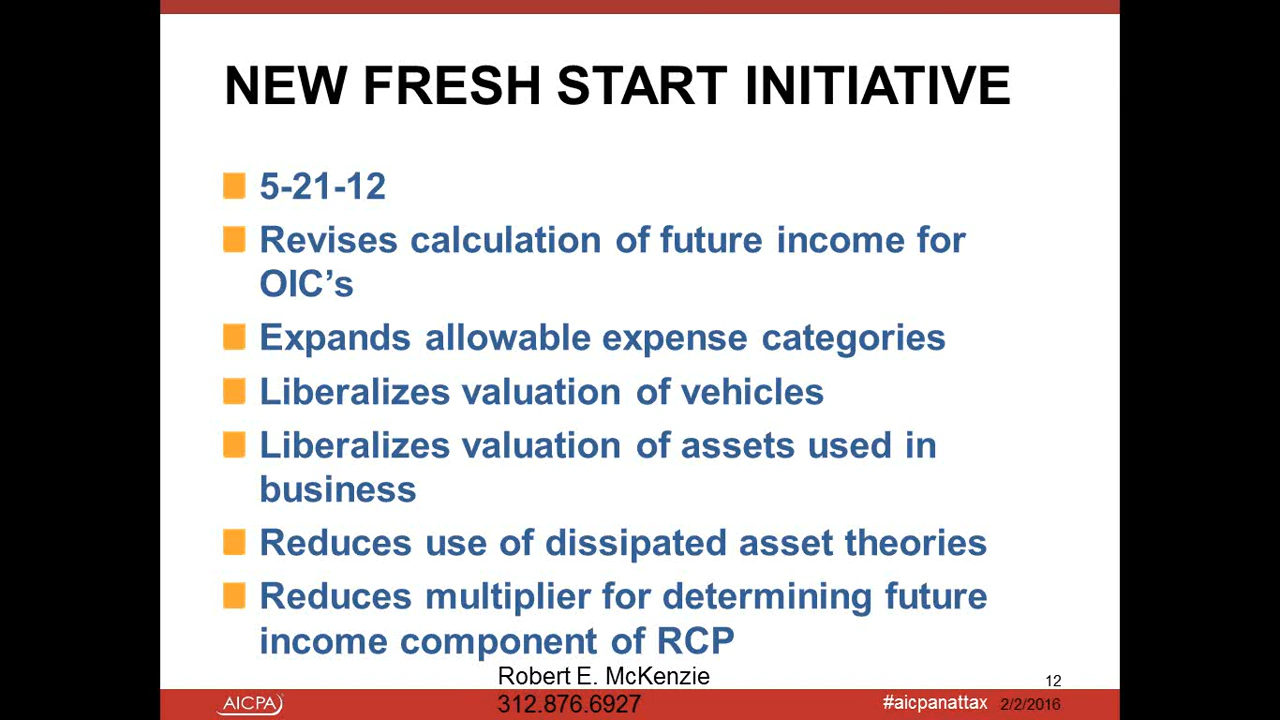 NEW FRESH START INITIATIVE
5-21-12
Revises calculation of future income for
OIC’s
Expands allowable expense categories
Liberalizes valuation of vehicles
Liberalizes valuation of assets used in
business
Reduces use of dissipated asset theories
Reduces multiplier for determining future
income component of RCP
Robert E. McKenzie
312.876.6927
12
AICPA
#aicpanattax
2/2/2016